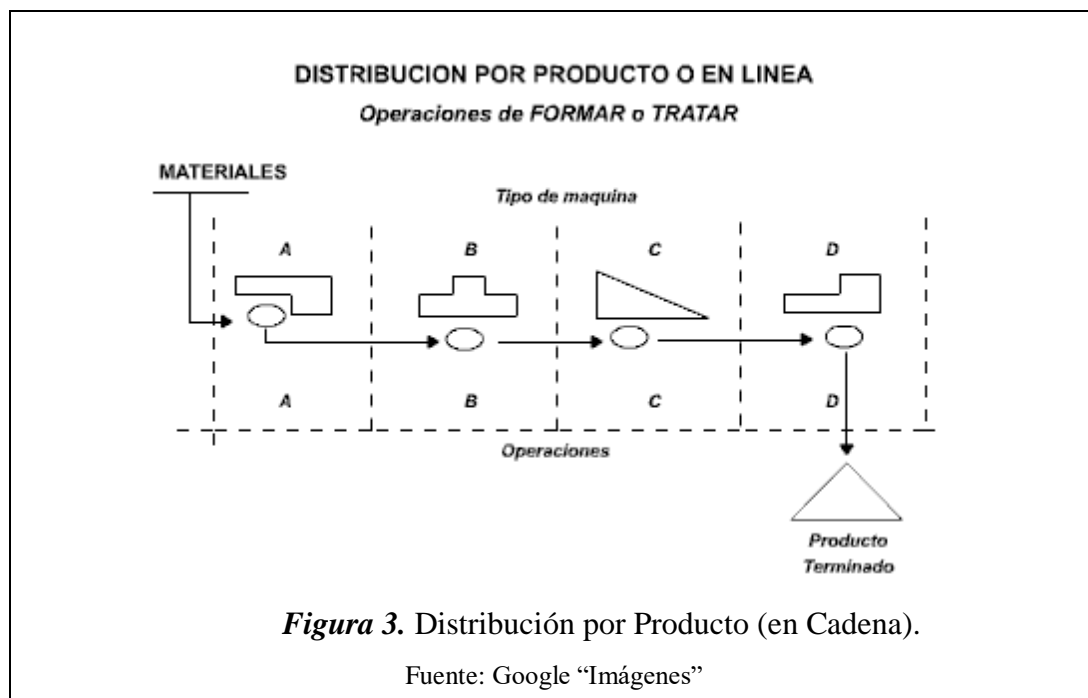 DISTRIBUCION POR PRODUCTO O EN LINEA
Operaciones de FORMAR o TRATAR
MATERIALES
Tipo de maquina
A B C D
A B C D
Operaciones
Producto
Terminado
Figura 3. Distribución por Producto (en Cadena).
Fuente: Google “Imágenes”